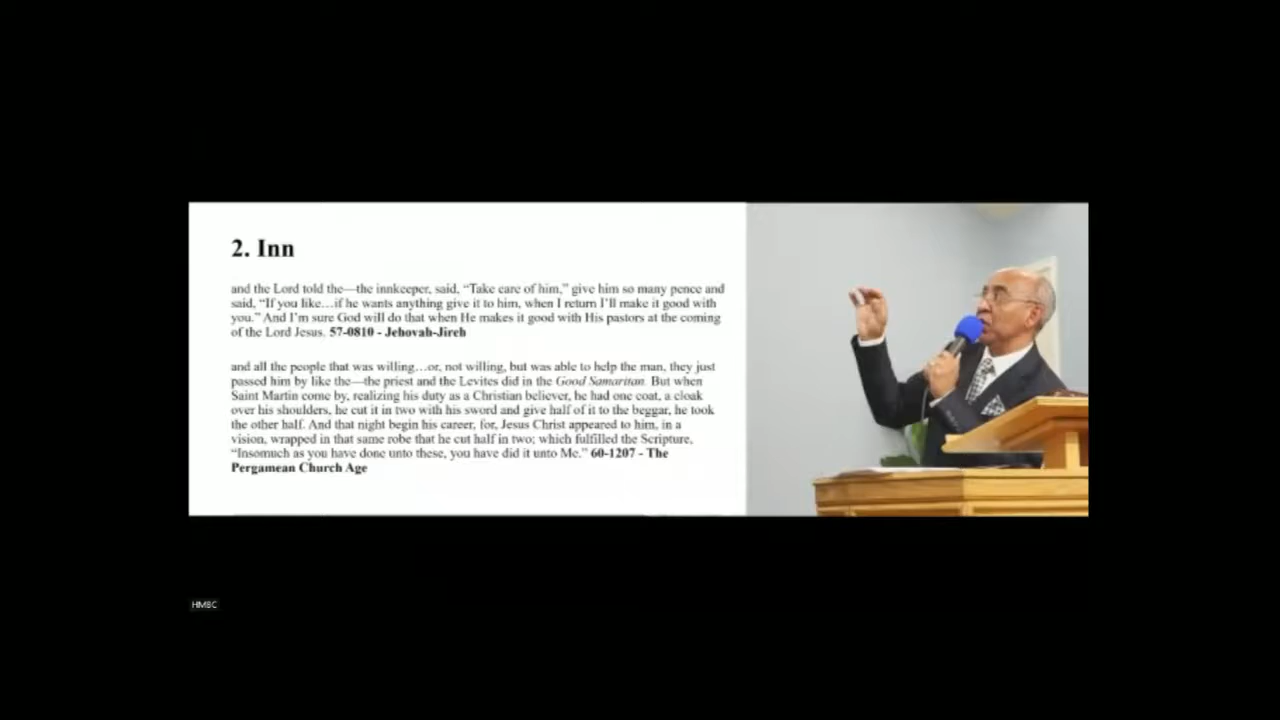 2. Inn
and the Lord told the—the innkeeper, said, “Take care of him,” give him so many pence and
said, “If you like…if he wants anything give it to him, when I return I’ll make it good with
you.” And I’m sure God will do that when He makes it good with His pastors at the coming
of the Lord Jesus. 57-0810 - Jehovah-Jireh
and all the people that was willing…or, not willing, but was able to help the man, they just
passed him by like the—the priest and the Levites did in the Good Samaritan. But when
Saint Martin come by, realizing his duty as a Christian believer, he had one coat, a cloak
over his shoulders, he cut it in two with his sword and give half of it to the beggar, he took
the other half. And that night begin his career, for, Jesus Christ appeared to him, in a
vision, wrapped in that same robe that he cut half in two; which fulfilled the Scripture,
“Insomuch as you have done unto these, you have did it unto Me.” 60-1207 - The
Pergamean Church Age
HMBC